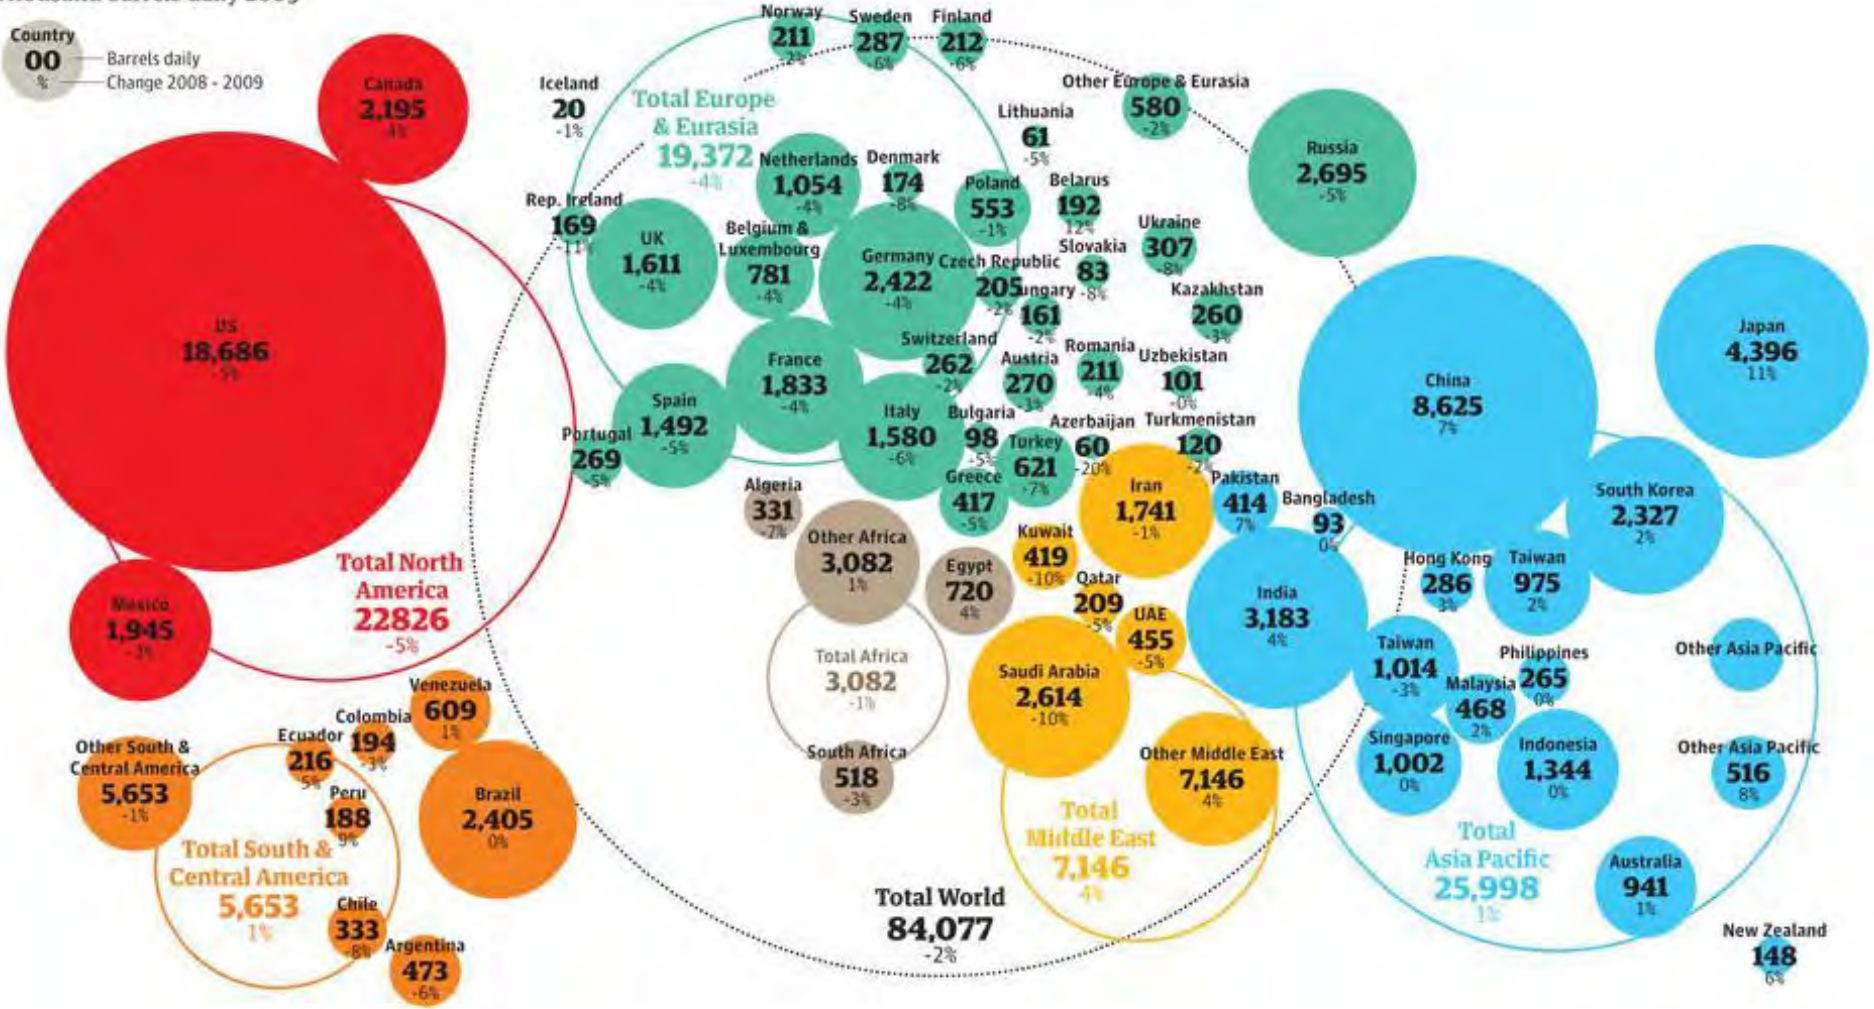 Country
00
%
Barrels daily
Change 2008 - 2009
Canada
2,195
-4%
US
18,686
-5%
Mexico
1,945
-3%
Total North
America
22826
-5%
Iceland
20
-1%
Norway
211
-2%
Sweden
287
-6%
Finland
212
-6%
Total Europe
& Eurasia
19,372
-4%
Other Europe & Eurasia
580
-2%
Lithuania
61
-5%
Russia
2,695
-5%
Netherlands
1,054
-4%
Denmark
174
-8%
Poland
553
-1%
Belarus
192
12%
Rep. Ireland
169
-11%
UK
1,611
-4%
Belgium &
Luxembourg
781
-4%
Germany
2,422
-4%
Czech Republic
205
-2%
Slovakia
83
-8%
Ukraine
307
-8%
ungary
161
-2%
Kazakhstan
260
-3%
France
1,833
-4%
Switzerland
262
-2%
Austria
270
-3%
Romania
211
-4%
Uzbekistan
101
-0%
Spain
1,492
-5%
Portugal
269
-5%
Italy
1,580
-6%
Bulgaria
98
-5%
Turkey
621
-7%
Azerbaijan
60
-20%
Turkmenistan
120
-2%
Greece
417
-5%
Algeria
331
-2%
Other Africa
3,082
1%
Egypt
720
4%
Total Africa
3,082
-1%
South Africa
518
-3%
Iran
1,741
-1%
Kuwait
419
-10%
Qatar
209
-5%
UAE
455
-5%
Saudi Arabia
2,614
-10%
Other Middle East
7,146
4%
Total
Middle East
7,146
4%
Pakistan
414
7%
Bangladesh
93
0%
India
3,183
4%
China
8,625
7%
Japan
4,396
11%
South Korea
2,327
2%
Hong Kong
286
3%
Taiwan
975
2%
Taiwan
1,014
-3%
Philippines
265
0%
Malaysia
468
2%
Other Asia Pacific
Singapore
1,002
0%
Indonesia
1,344
0%
Other Asia Pacific
516
8%
Total
Asia Pacific
25,998
1%
Australia
941
1%
New Zealand
148
6%
Venezuela
609
1%
Colombia
194
-3%
Ecuador
216
5%
Other South &
Central America
5,653
-1%
Peru
188
9%
Brazil
2,405
0%
Total South &
Central America
5,653
1%
Chile
333
-8%
Argentina
473
-6%
Total World
84,077
-2%